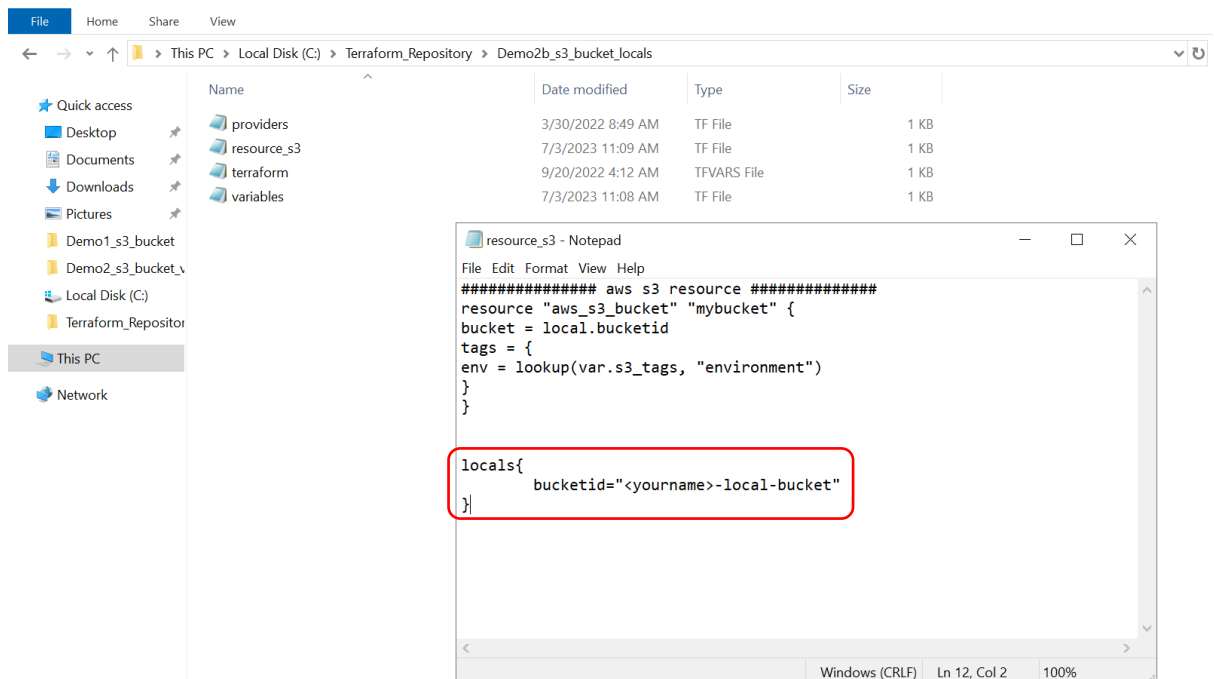 File Home Share View
This PC Local Disk (C:) Terraform_Repository Demo2b_s3_bucket_locals
Name Date modified Type Size
Quick access
Desktop
Documents
Downloads
Pictures
Demo1_s3_bucket
Demo2_s3_bucket_v
Local Disk (C:)
Terraform_Repositor
This PC
Network
providers 3/30/2022 8:49 AM TF File 1 KB
resource_s3 7/3/2023 11:09 AM TF File 1 KB
terraform 9/20/2022 4:12 AM TFVARS File 1 KB
variables 7/3/2023 11:08 AM TF File 1 KB
resource_s3 - Notepad
File Edit Format View Help
############### aws s3 resource ##############
resource "aws_s3_bucket" "mybucket" {
bucket = local.bucketid
tags = {
env = lookup(var.s3_tags, "environment")
}
}
locals{
bucketid="<yourname>-local-bucket"
}
Windows (CRLF) Ln 12, Col 2 100%